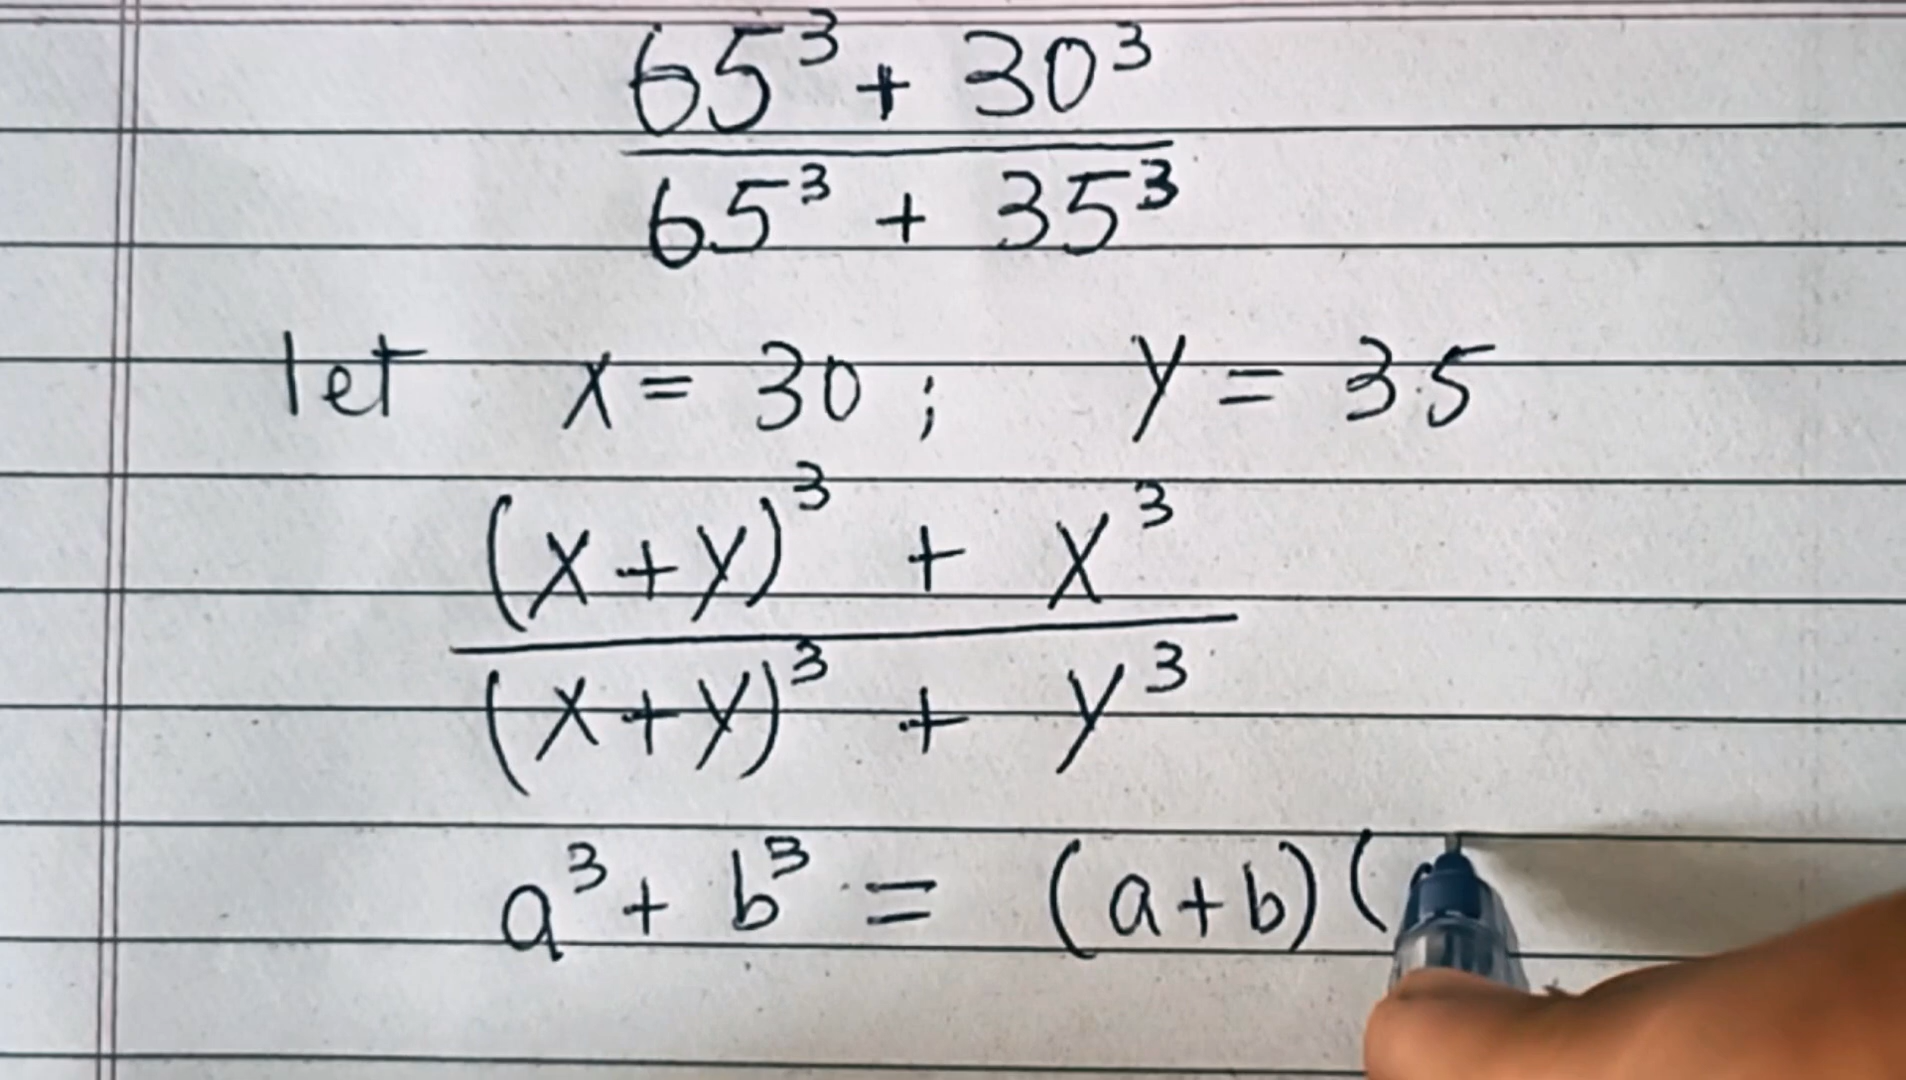 65³ + 30³
65³ + 35³
let x = 30 ; y = 35
(x+y)³ + x³
(x+y)³ + y³
a³ + b³ = (a+b)(